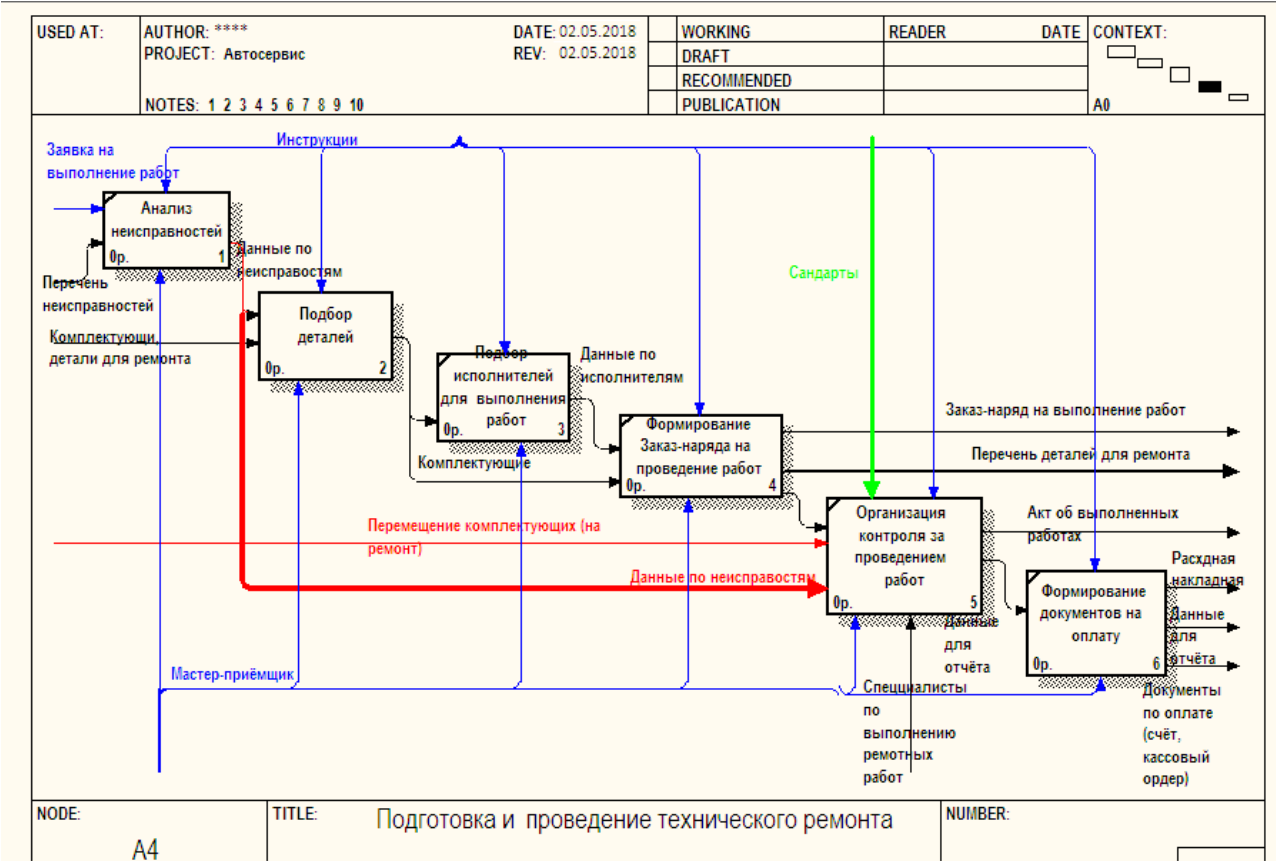 USED AT:
AUTHOR: ****
DATE: 02.05.2018
PROJECT: Автосервис
REV: 02.05.2018
NOTES: 1 2 3 4 5 6 7 8 9 10
WORKING
DRAFT
RECOMMENDED
PUBLICATION
READER
DATE
CONTEXT:
A0
Инструкции
Заявка на
выполнение работ
Анализ
неисправностей
0р. 1
Данные по
неисправостям
Перечень
неисправностей
Сандарты
Подбор
деталей
0р. 2
Комплектующи,
детали для ремонта
Подбор
исполнителей
для выполнения
работ
0р. 3
Данные по
исполнителям
Формирование
Заказ-наряда на
проведение работ
0р. 4
Заказ-наряд на выполнение работ
Перечень деталей для ремонта
Комплектующие
Перемещение комплектующих (на
ремонт)
Данные по неисправостям
Организация
контроля за
проведением
работ
0р. 5
Акт об выполненных
работах
Расхдная
накладная
Формирование
документов на
оплату
0р. 6
Данные
для
отчёта
Данные
для
отчёта
Мастер-приёмщик
Спеццialисты
по
выполнению
ремотных
работ
Документы
по оплате
(счёт,
кассовый
ордер)
NODE:
A4
TITLE:
Подготовка и проведение технического ремонта
NUMBER: